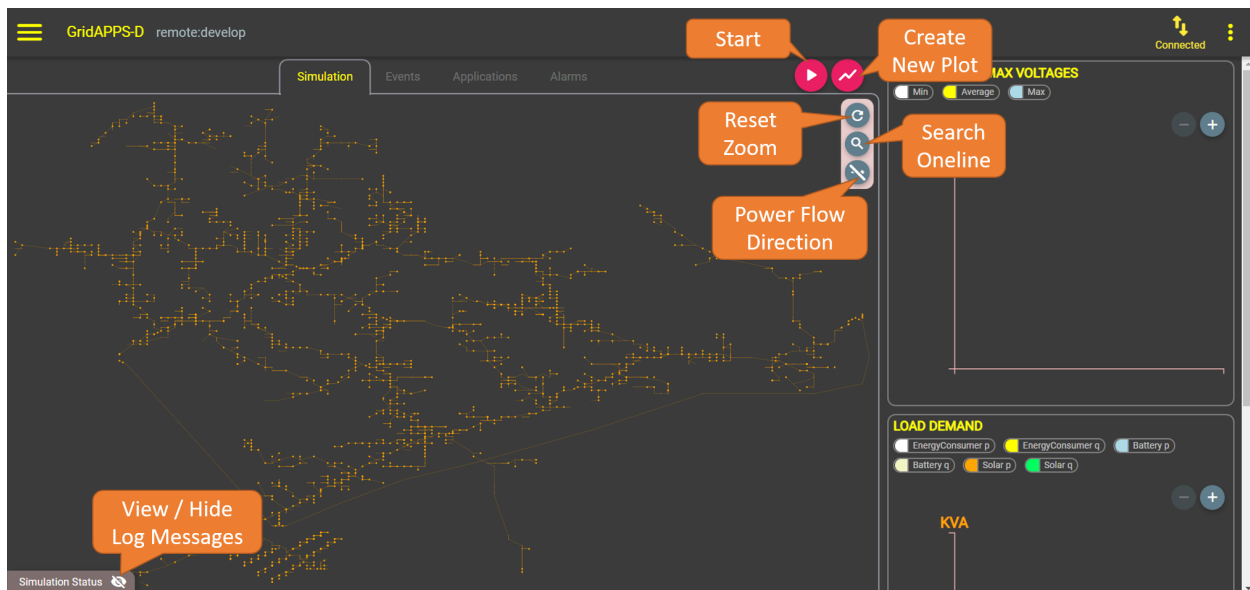 GridAPPS-D remote:develop
Connected
Start
Create
New Plot
Simulation Events Applications Alarms
MAX VOLTAGES
Min Average Max
Reset
Zoom
Search
Oneline
Power Flow
Direction
LOAD DEMAND
EnergyConsumer p EnergyConsumer q Battery p
Battery q Solar p Solar q
KVA
View / Hide
Log Messages
Simulation Status